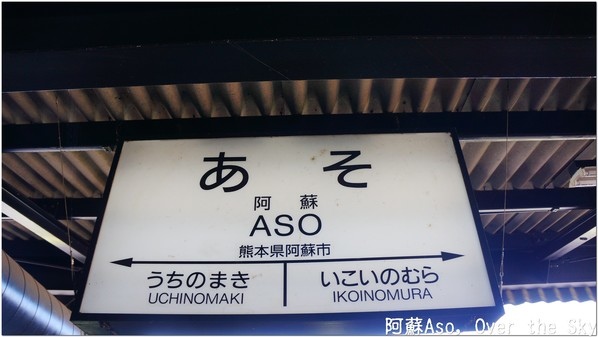 あそ
阿蘇
ASO
熊本県阿蘇市
うちのまき いこいのむら
UCHINOMAKI IKOINOMURA
阿蘇Aso, Over the Sky